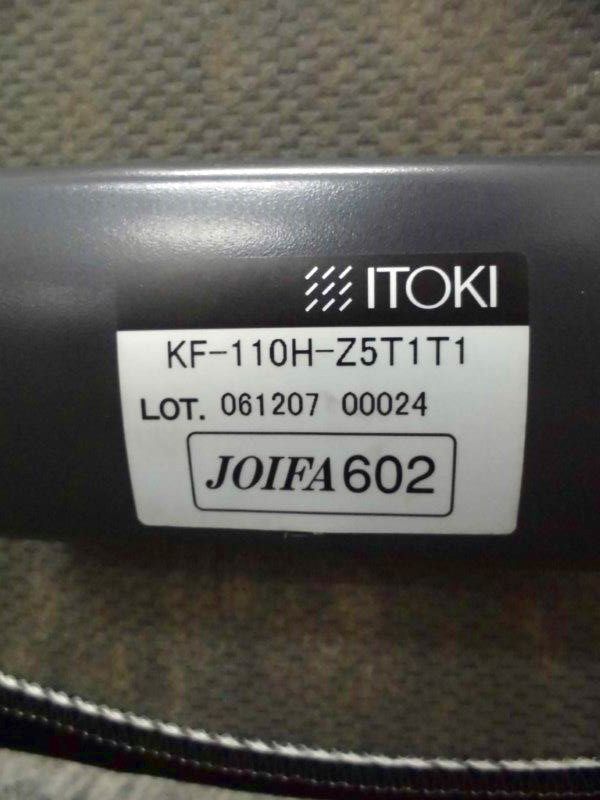 ITOKI
KF-110H-Z5T1T1
LOT. 061207 00024
JOIFA602